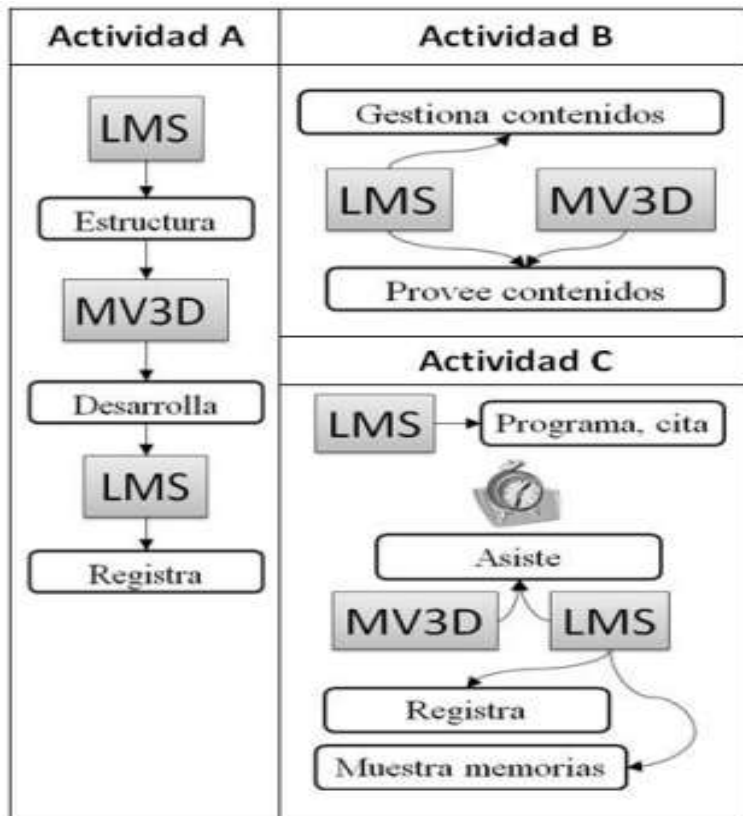 Actividad A
LMS
Estructura
MV3D
Desarrolla
LMS
Registra
Actividad B
Gestiona contenidos
LMS
MV3D
Provee contenidos
Actividad C
LMS
Programa, cita
Asiste
MV3D
LMS
Registra
Muestra memorias